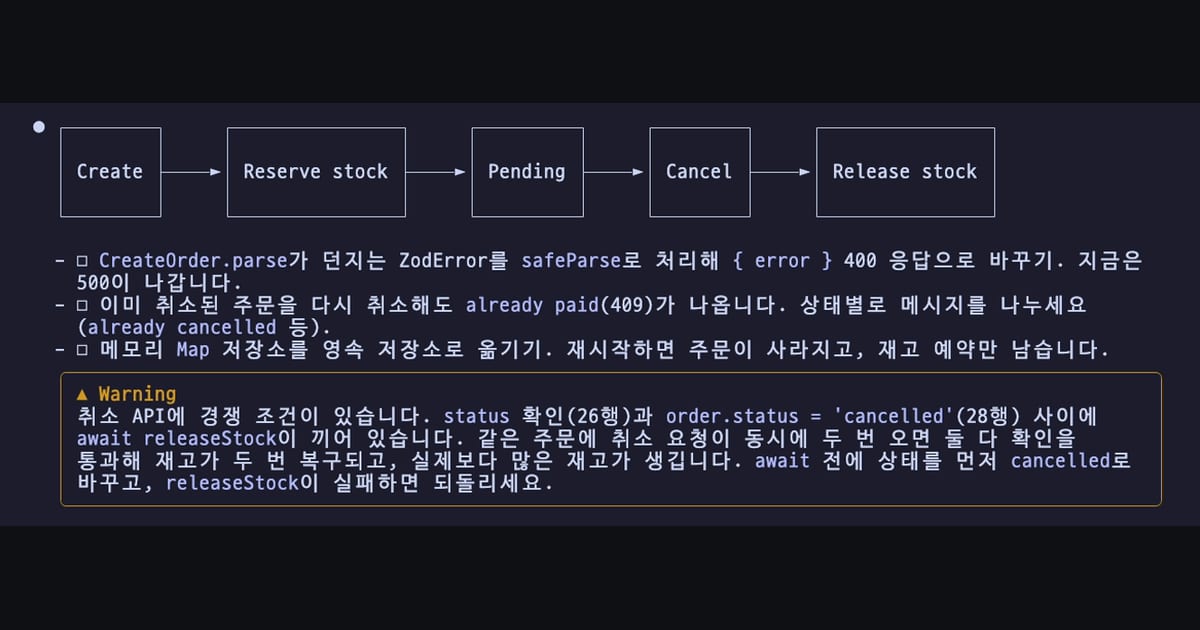 Create Reserve stock Pending Cancel Release stock
- □ CreateOrder.parse가 던지는 ZodError를 safeParse로 처리해 { error } 400 응답으로 바꾸기. 지금은
500이 나갑니다.
- □ 이미 취소된 주문을 다시 취소해도 already paid(409)가 나옵니다. 상태별로 메시지를 나누세요
(already cancelled 등).
- □ 메모리 Map 저장소를 영속 저장소로 옮기기. 재시작하면 주문이 사라지고, 재고 예약만 남습니다.
▲ Warning
취소 API에 경쟁 조건이 있습니다. status 확인(26행)과 order.status = 'cancelled'(28행) 사이에
await releaseStock이 끼어 있습니다. 같은 주문에 취소 요청이 동시에 두 번 오면 둘 다 확인을
통과해 재고가 두 번 복구되고, 실제보다 많은 재고가 생깁니다. await 전에 상태를 먼저 cancelled로
바꾸고, releaseStock이 실패하면 되돌리세요.